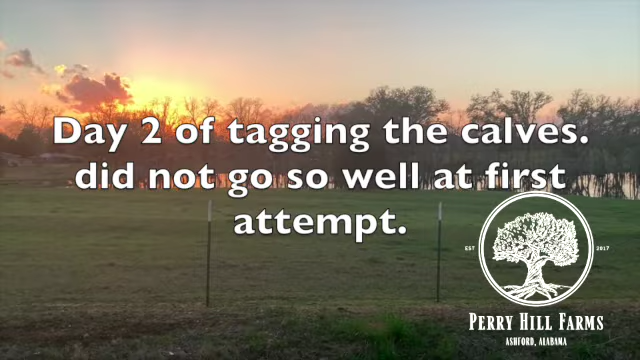 Day 2 of tagging the calves.
did not go so well at first
attempt.
EST 2017
PERRY HILL FARMS
ASHFORD, ALABAMA